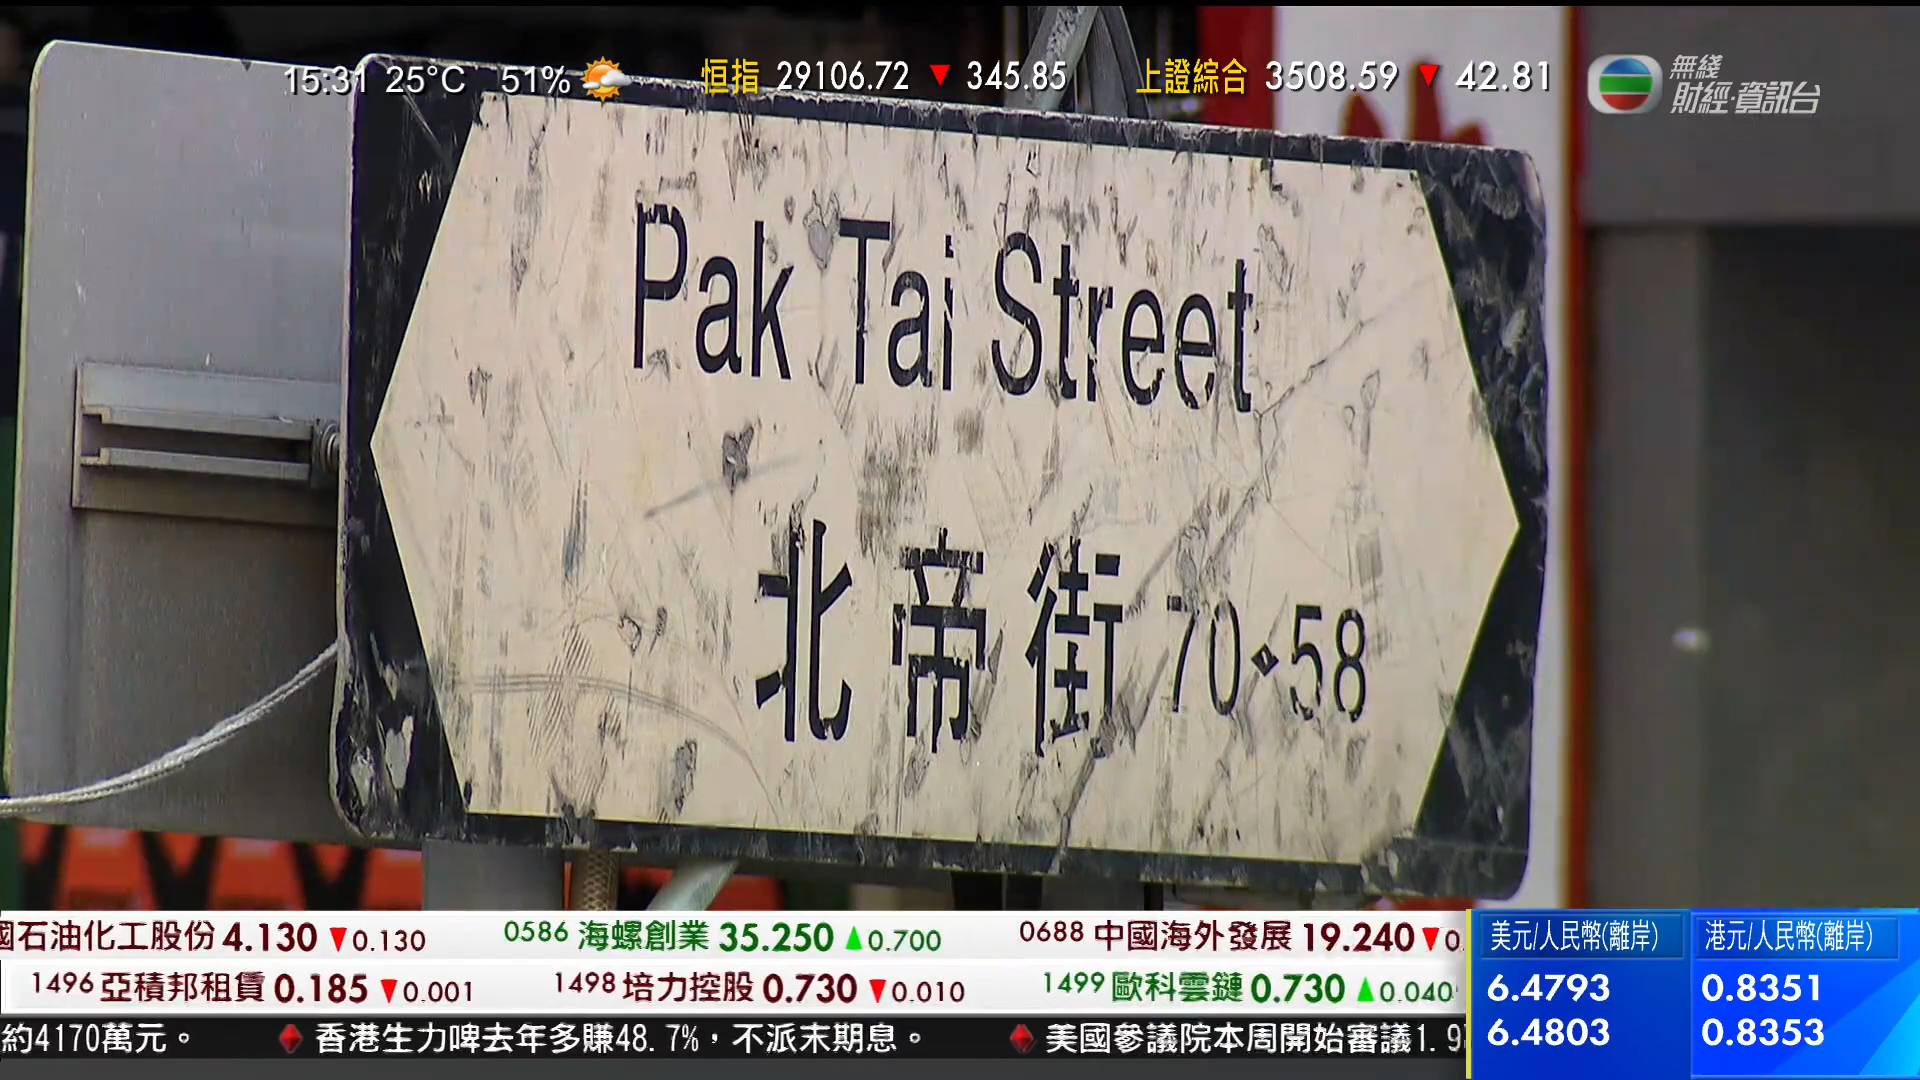 15:31 25°C 51% 恒指 29106.72 ▼ 345.85 上證綜合 3508.59 ▼ 42.81
無綫
財經·資訊台
Pak Tai Street
北帝街 70◆58
國石油化工股份 4.130 ▼0.130 0586 海螺創業 35.250 ▲0.700 0688 中國海外發展 19.240 ▼0.
1496 亞積邦租賃 0.185 ▼0.001 1498 培力控股 0.730 ▼0.010 1499 歐科雲鏈 0.730 ▲0.040
約4170萬元。 ◆香港生力啤去年多賺48.7%，不派末期息。 ◆美國參議院本周開始審議1.9
美元/人民幣(離岸)
6.4793
6.4803
港元/人民幣(離岸)
0.8351
0.8353